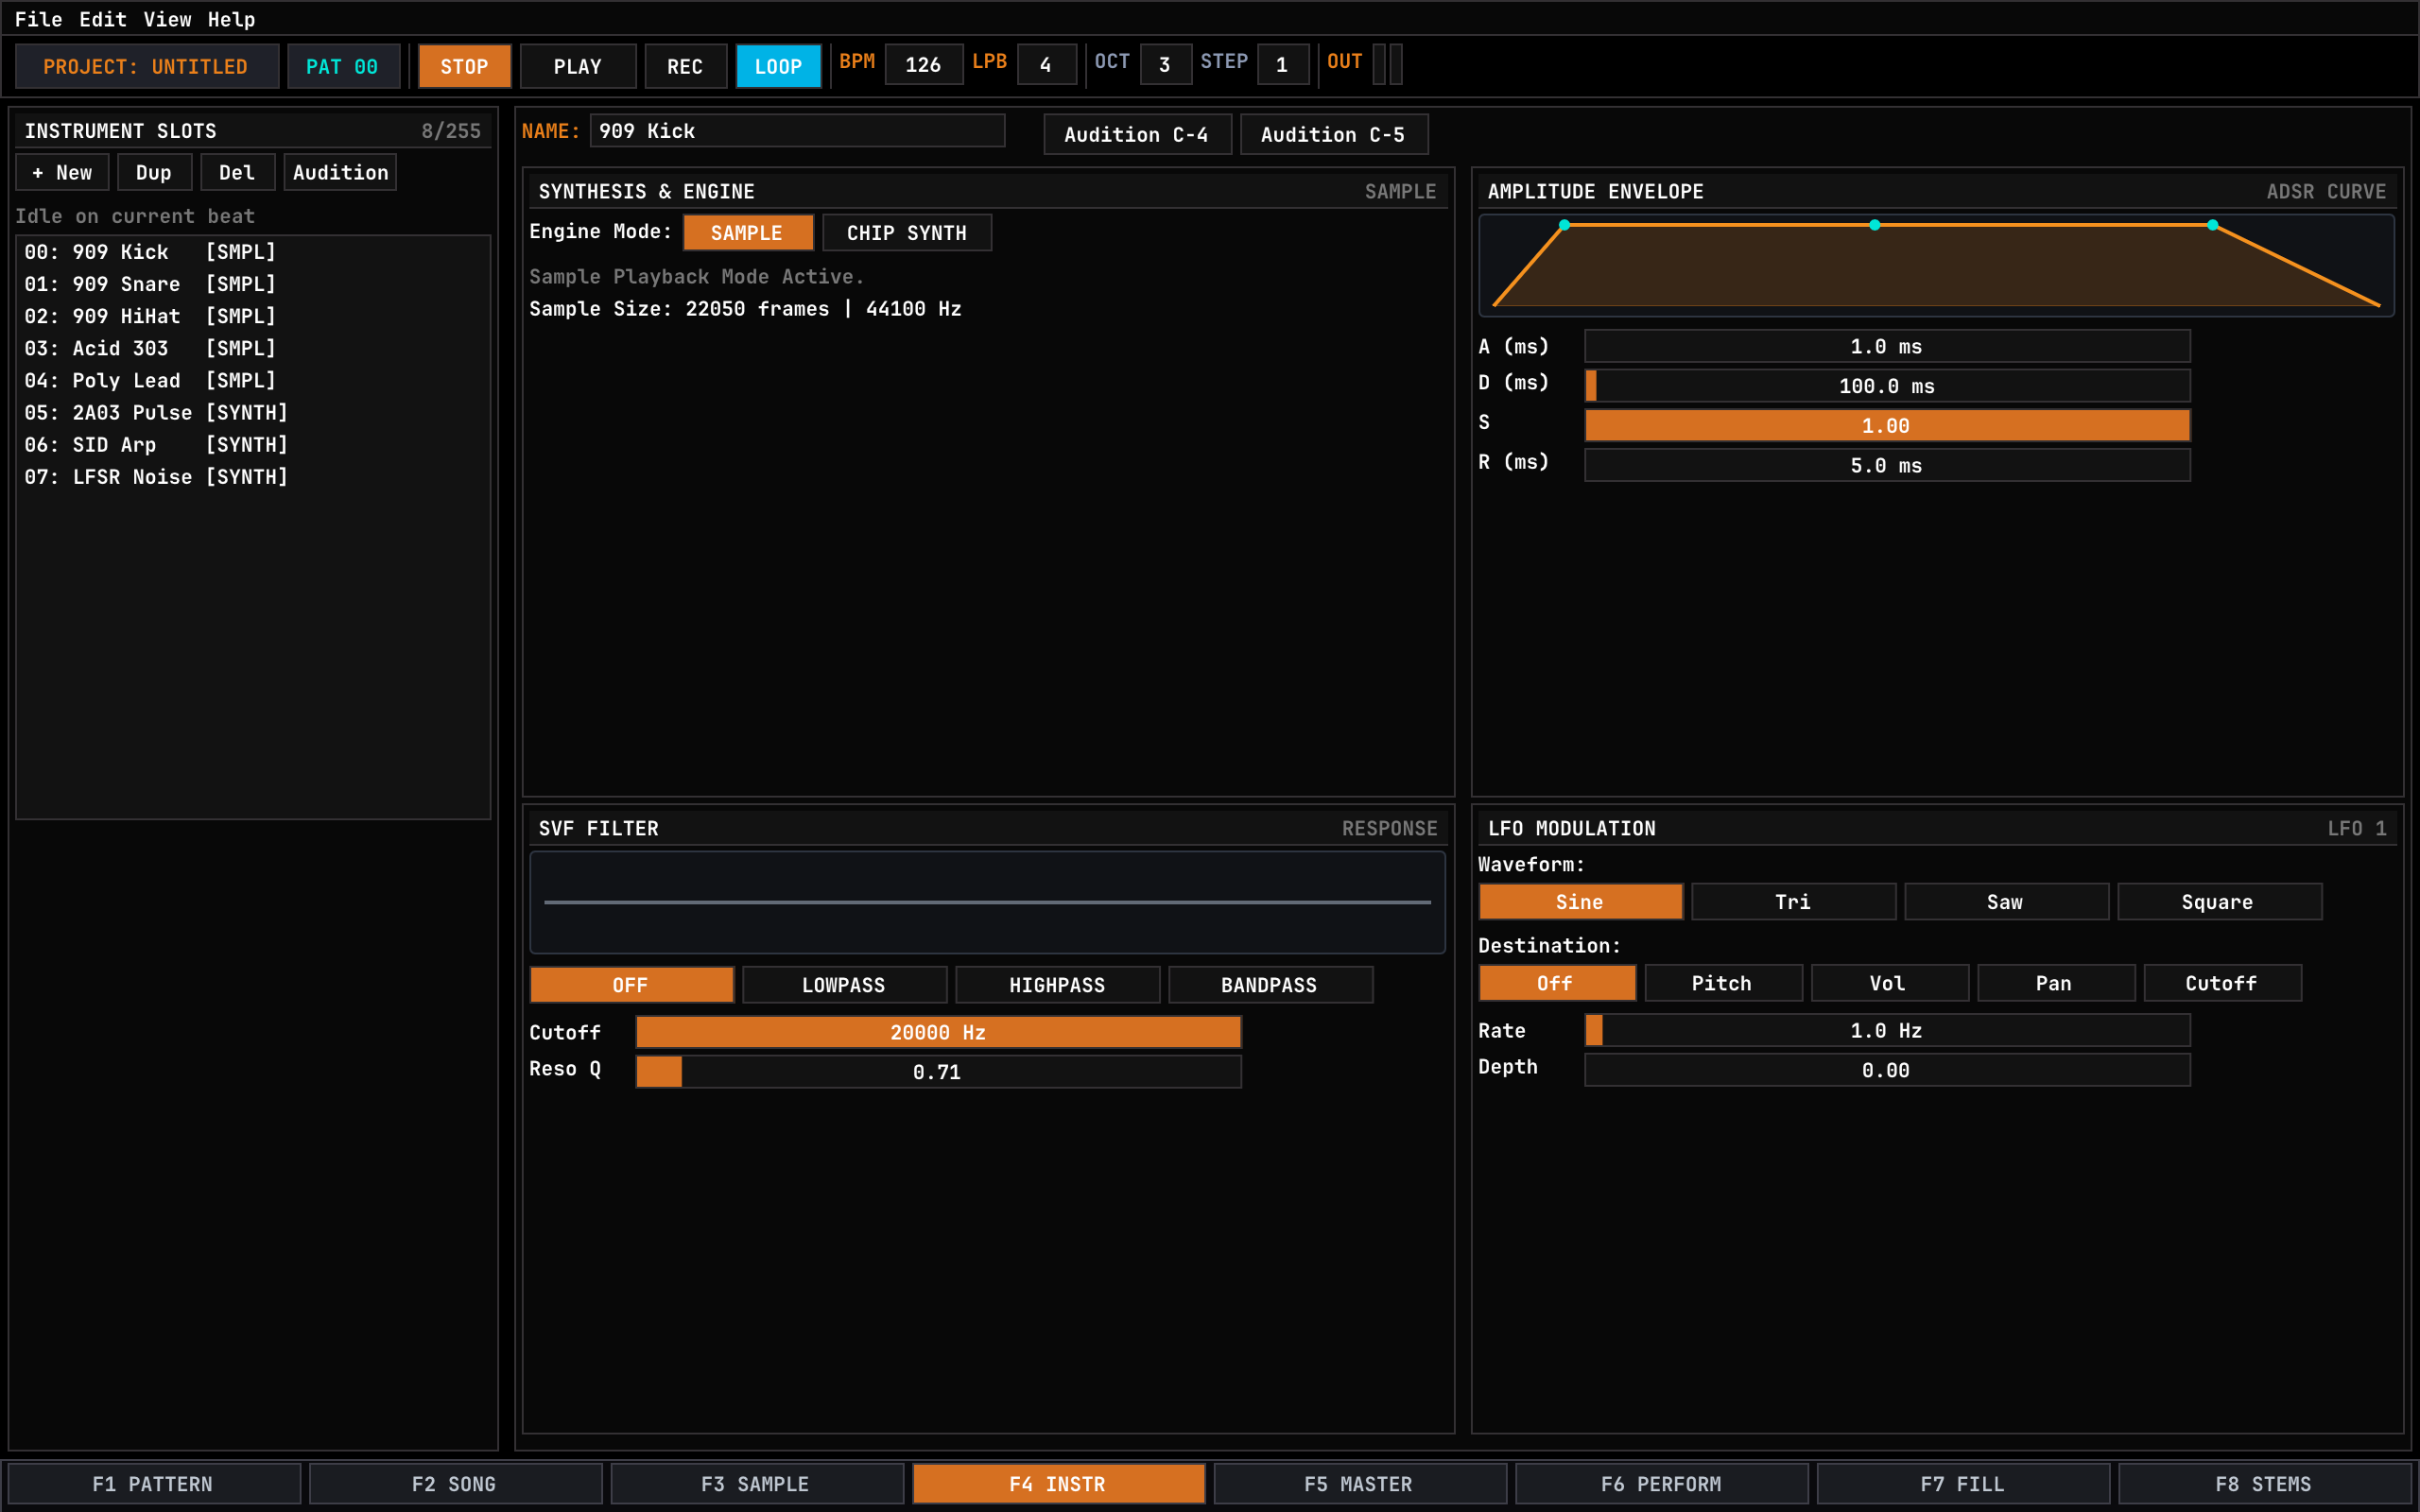 File Edit View Help
PROJECT: UNTITLED PAT 00 STOP PLAY REC LOOP BPM 126 LPB 4 OCT 3 STEP 1 OUT
INSTRUMENT SLOTS 8/255
+ New Dup Del Audition
Idle on current beat
00: 909 Kick [SMPL]
01: 909 Snare [SMPL]
02: 909 HiHat [SMPL]
03: Acid 303 [SMPL]
04: Poly Lead [SMPL]
05: 2A03 Pulse [SYNTH]
06: SID Arp [SYNTH]
07: LFSR Noise [SYNTH]
NAME: 909 Kick Audition C-4 Audition C-5
SYNTHESIS & ENGINE SAMPLE
Engine Mode: SAMPLE CHIP SYNTH
Sample Playback Mode Active.
Sample Size: 22050 frames | 44100 Hz
AMPLITUDE ENVELOPE ADSR CURVE
A (ms) 1.0 ms
D (ms) 100.0 ms
S 1.00
R (ms) 5.0 ms
SVF FILTER RESPONSE
OFF LOWPASS HIGHPASS BANDPASS
Cutoff 20000 Hz
Reso Q 0.71
LFO MODULATION LFO 1
Waveform:
Sine Tri Saw Square
Destination:
Off Pitch Vol Pan Cutoff
Rate 1.0 Hz
Depth 0.00
F1 PATTERN F2 SONG F3 SAMPLE F4 INSTR F5 MASTER F6 PERFORM F7 FILL F8 STEMS